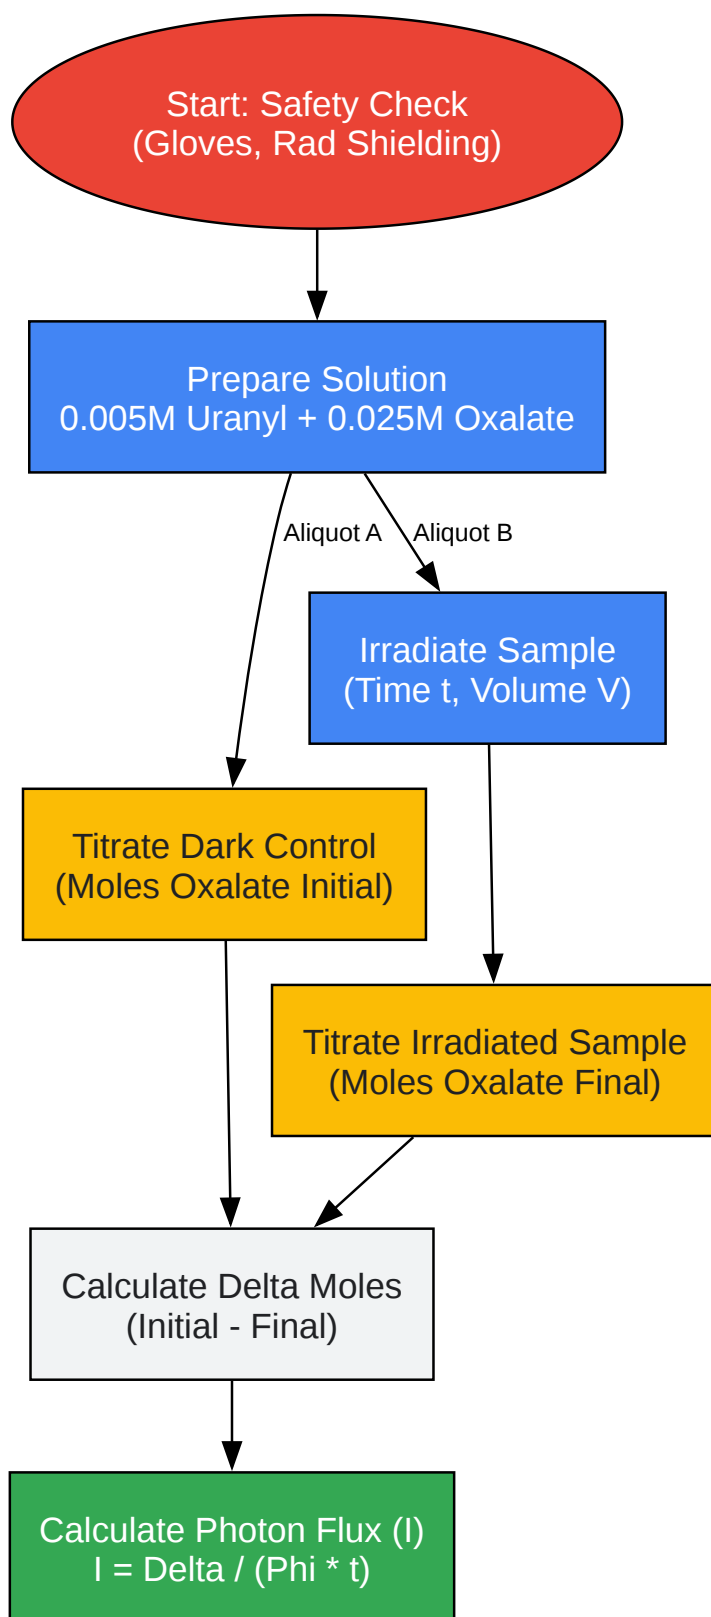 Start: Safety Check
(Gloves, Rad Shielding)
Prepare Solution
0.005M Uranyl + 0.025M Oxalate
Aliquot A
Aliquot B
Irradiate Sample
(Time t, Volume V)
Titrate Dark Control
(Moles Oxalate Initial)
Titrate Irradiated Sample
(Moles Oxalate Final)
Calculate Delta Moles
(Initial - Final)
Calculate Photon Flux (I)
I = Delta / (Phi * t)